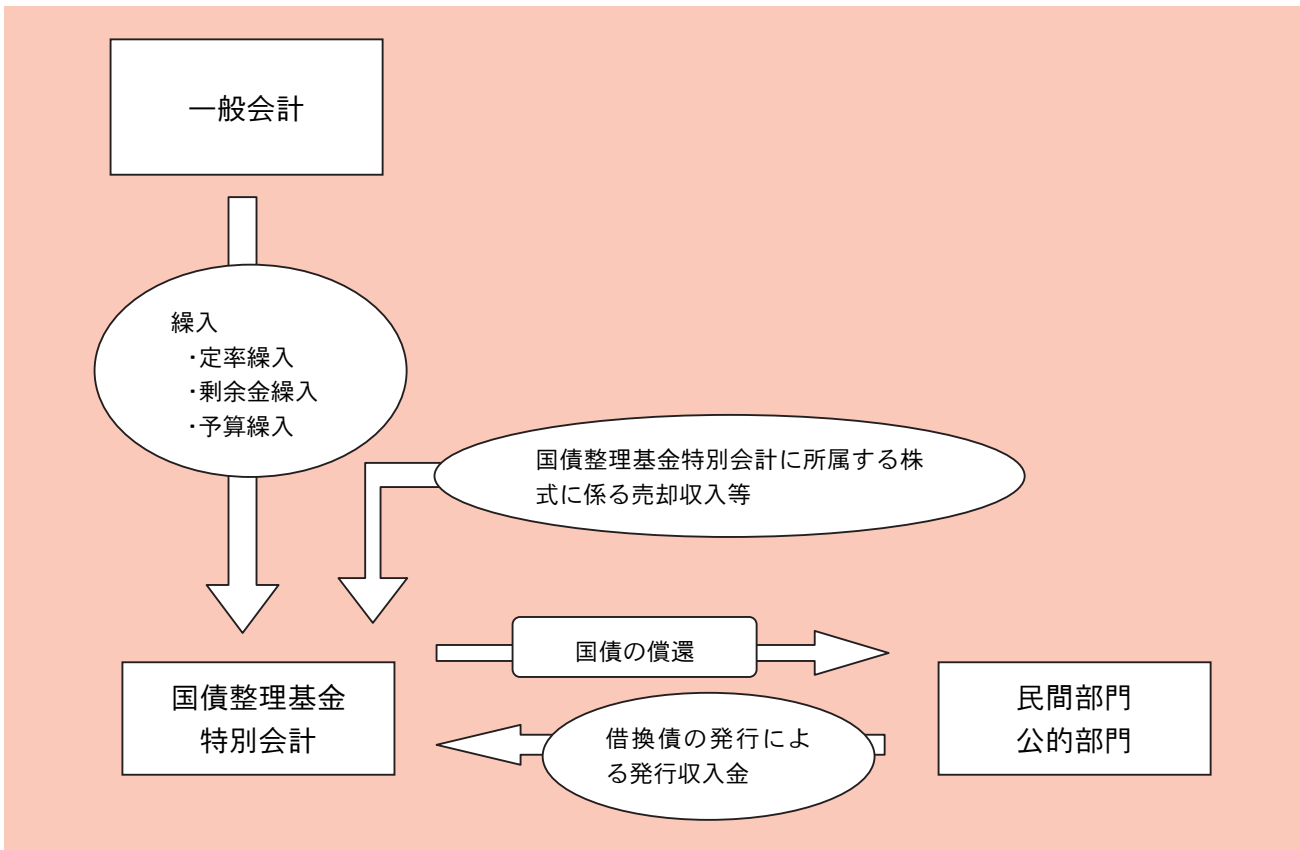 一般会計
繰入
・定率繰入
・剰余金繰入
・予算繰入
国債整理基金特別会計に所属する株
式に係る売却収入等
国債の償還
国債整理基金
特別会計
借換債の発行によ
る発行収入金
民間部門
公的部門